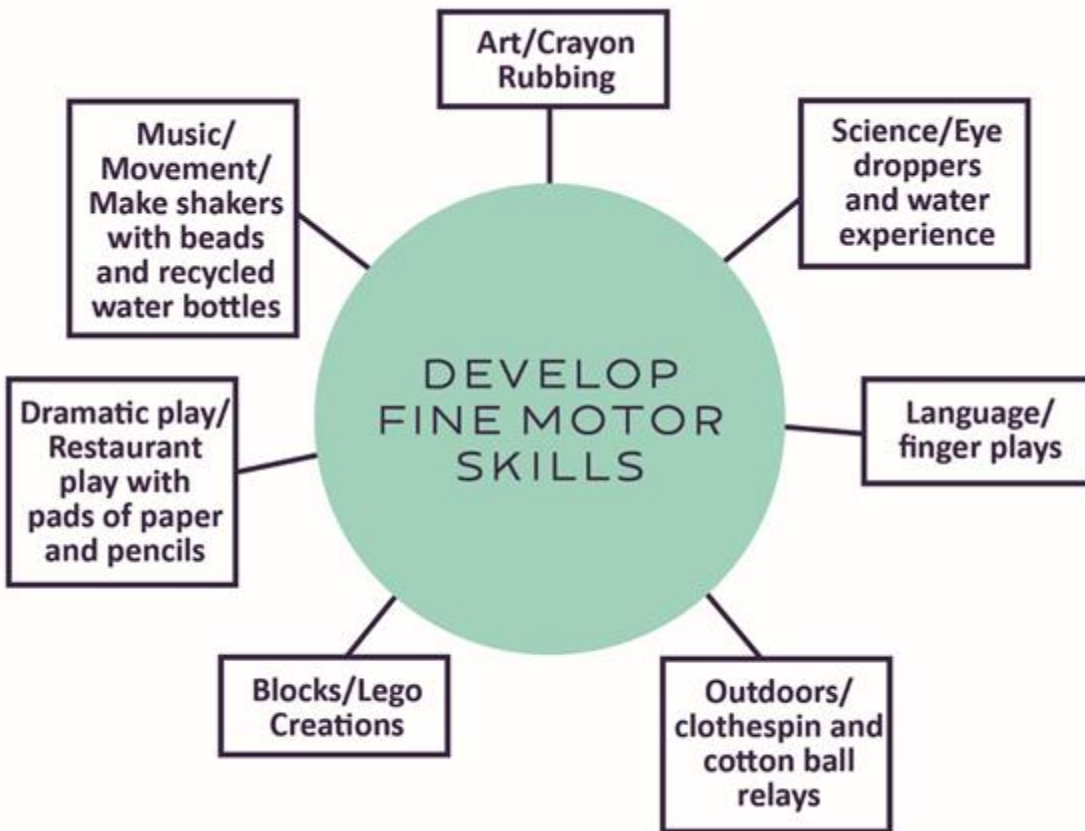 Art/Crayon
Rubbing
Music/
Movement/
Make shakers
with beads
and recycled
water bottles
Science/Eye
droppers
and water
experience
DEVELOP
FINE MOTOR
SKILLS
Dramatic play/
Restaurant
play with
pads of paper
and pencils
Language/
finger plays
Blocks/Lego
Creations
Outdoors/
clothespin and
cotton ball
relays